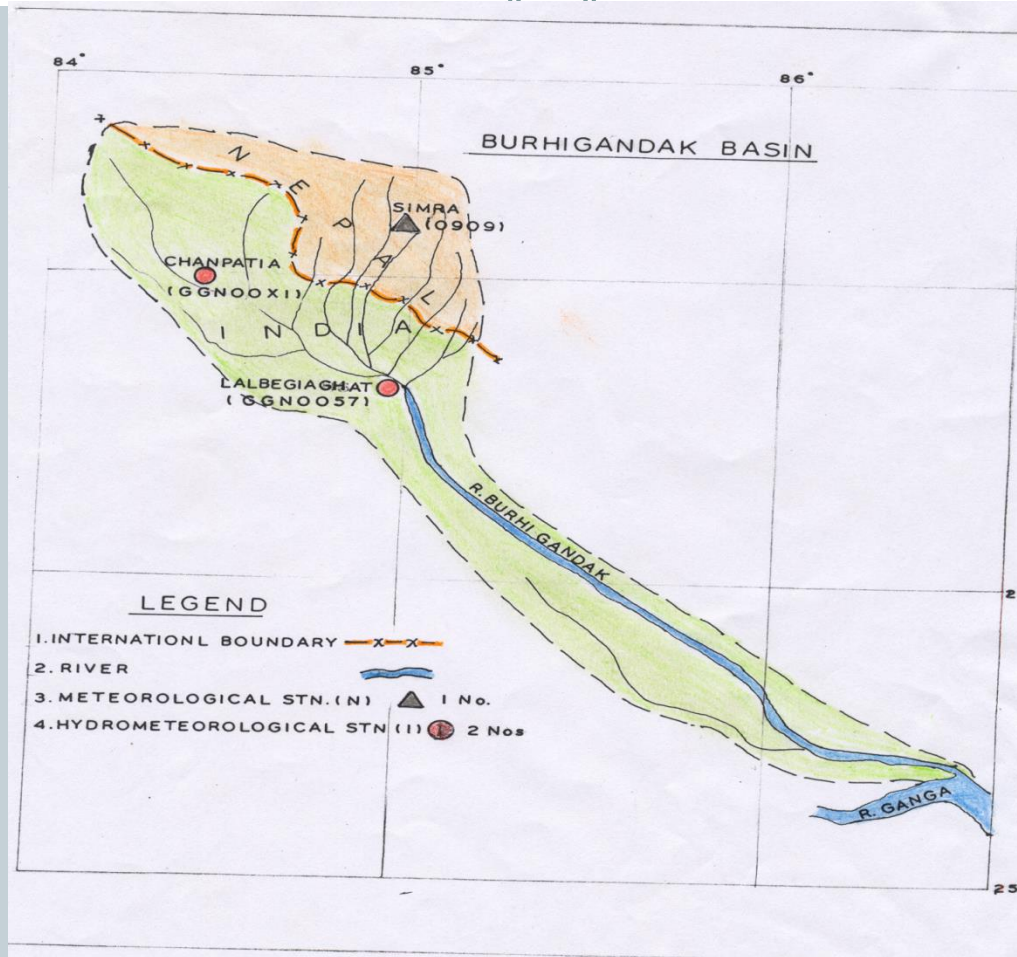 84°
85°
86°
BURHIGANDAK BASIN
NEPAL
SIMRA
(0909)
CHANPATIA
(GGN00X1)
INDIA
LALBEGIAGHAT
(GGN0057)
R.BURHI GANDAK
2
LEGEND
1.INTERNATIONL BOUNDARY
2. RIVER
3. METEOROLOGICAL STN.(N) 1 No.
4.HYDROMETEOROLOGICAL STN (I) 2 Nos
R. GANGA
25